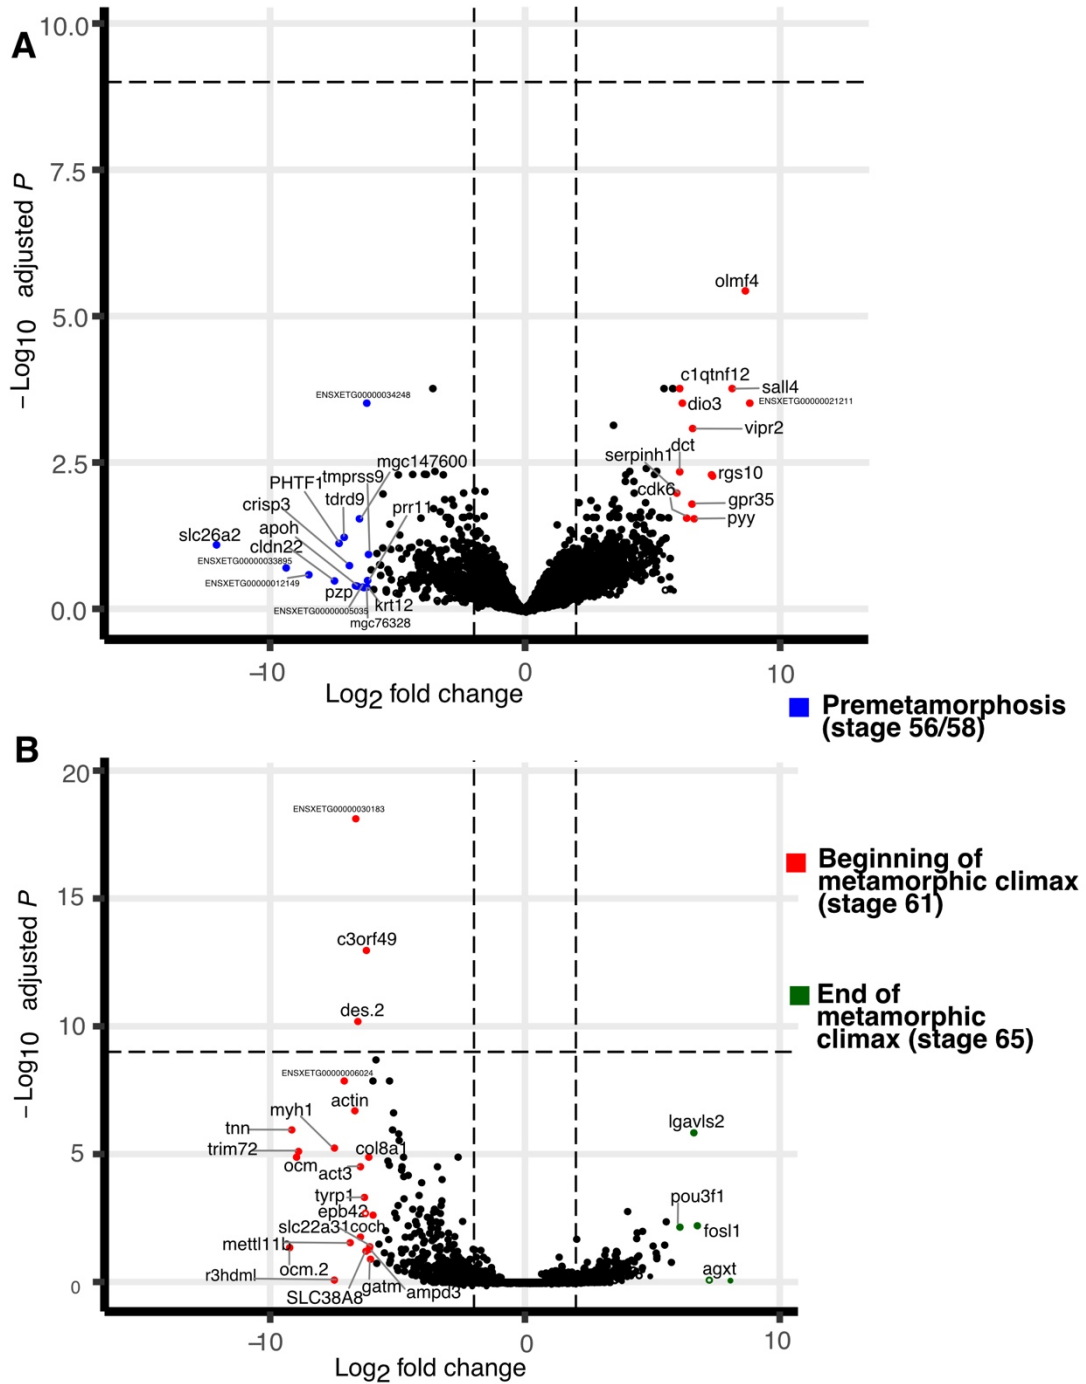 A
10.0
7.5
5.0
2.5
0.0
−Log10 adjusted P
olmf4
c1qtnf12
sall4
ENSXETG00000021211
dio3
vipr2
dct
serpinh1
rgs10
cdk6
gpr35
pyy
ENSXETG00000034248
mgc147600
tmprss9
PHTF1
tdrd9
crisp3
prr11
apoh
slc26a2
cldn22
ENSXETG00000033895
ENSXETG00000012149
pzp
krt12
ENSXETG00000005035
mgc76328
−10
0
10
Log2 fold change
Premetamorphosis
(stage 56/58)
B
20
15
10
5
0
−Log10 adjusted P
ENSXETG00000030183
c3orf49
des.2
ENSXETG00000006024
actin
myh1
tnn
trim72
ocm
col8a1
act3
tyrp1
epb42
slc22a31
coch
mettl11b
ocm.2
r3hdml
SLC38A8
gatm
ampd3
lgavls2
pou3f1
fosl1
agxt
−10
0
10
Log2 fold change
Beginning of
metamorphic climax
(stage 61)
End of
metamorphic
climax (stage 65)